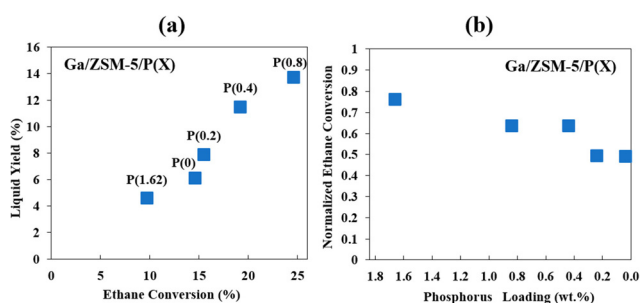 (a)
Ga/ZSM-5/P(X)
P(0.8)
P(0.4)
P(0.2)
P(0)
P(1.62)
Liquid Yield (%)
16
14
12
10
8
6
4
2
0
0 5 10 15 20 25
Ethane Conversion (%)
(b)
Ga/ZSM-5/P(X)
Normalized Ethane Conversion
1
0.9
0.8
0.7
0.6
0.5
0.4
0.3
0.2
0.1
0
1.8 1.6 1.4 1.2 1.0 0.8 0.6 0.4 0.2 0.0
Phosphorus Loading (wt.%)